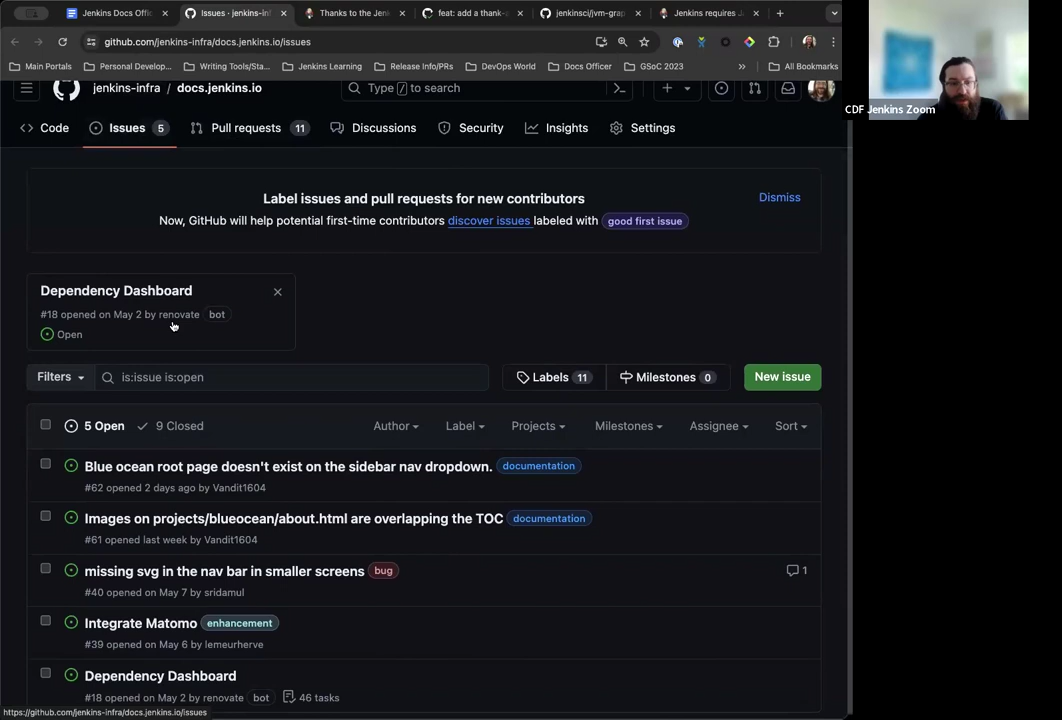 Jenkins Docs Offic
Issues · jenkins-inf
Thanks to the Jenk
feat: add a thank-
jenkinsci/jvm-grap
Jenkins requires J
github.com/jenkins-infra/docs.jenkins.io/issues
Main Portals
Personal Develop...
Writing Tools/Sta...
Jenkins Learning
Release Info/PRs
DevOps World
Docs Officer
GSoC 2023
»
All Bookmarks
jenkins-infra / docs.jenkins.io
Type / to search
CDF Jenkins Zoom
Code
Issues 5
Pull requests 11
Discussions
Security
Insights
Settings
Label issues and pull requests for new contributors
Dismiss
Now, GitHub will help potential first-time contributors discover issues labeled with good first issue
Dependency Dashboard
#18 opened on May 2 by renovate bot
Open
Filters
is:issue is:open
Labels 11
Milestones 0
New issue
5 Open
9 Closed
Author
Label
Projects
Milestones
Assignee
Sort
Blue ocean root page doesn't exist on the sidebar nav dropdown. documentation
#62 opened 2 days ago by Vandit1604
Images on projects/blueocean/about.html are overlapping the TOC documentation
#61 opened last week by Vandit1604
missing svg in the nav bar in smaller screens bug
1
#40 opened on May 7 by sridamul
Integrate Matomo enhancement
#39 opened on May 6 by lemeurherve
Dependency Dashboard
#18 opened on May 2 by renovate bot 46 tasks
https://github.com/jenkins-infra/docs.jenkins.io/issues